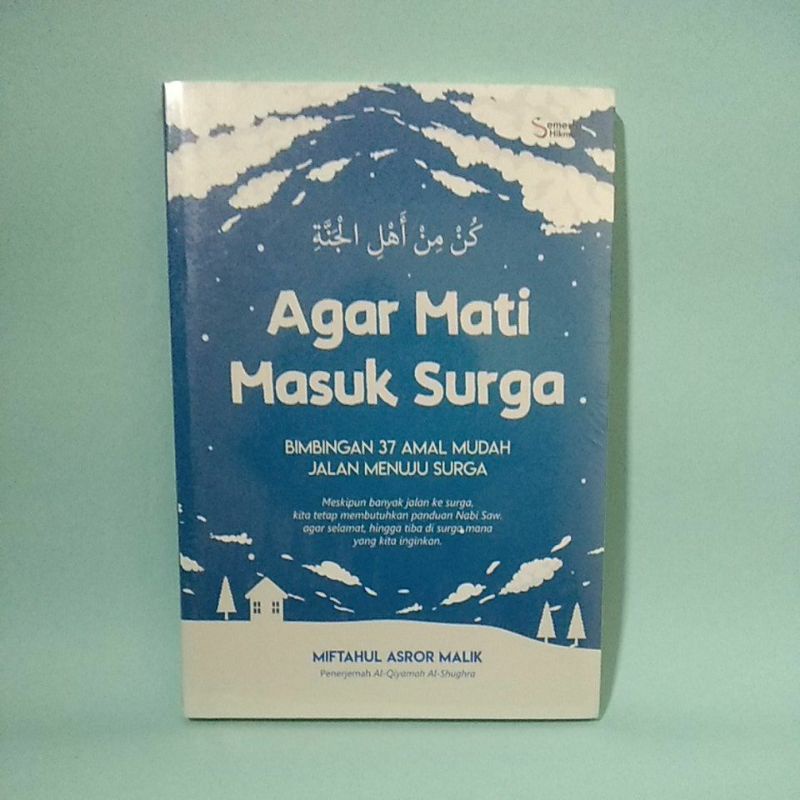 كُنْ مِنْ أَهْلِ الْجَنَّةِ
Agar Mati
Masuk Surga
BIMBINGAN 37 AMAL MUDAH
JALAN MENUJU SURGA
Meskipun banyak jalan ke surga,
kita tetap membutuhkan panduan Nabi Saw.
agar selamat, hingga tiba di surga mana
yang kita inginkan.
MIFTAHUL ASROR MALIK
Penerjemah Al-Qiyamah Al-Shughra